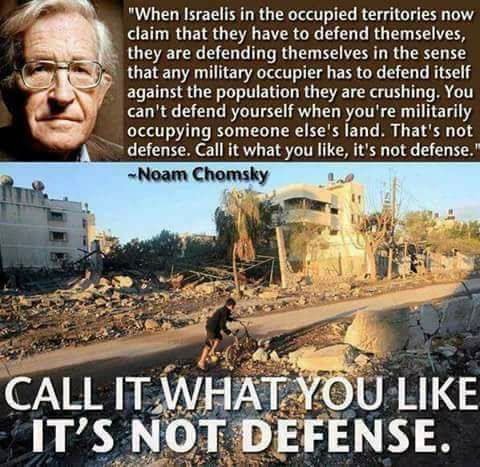 "When Israelis in the occupied territories now
claim that they have to defend themselves,
they are defending themselves in the sense
that any military occupier has to defend itself
against the population they are crushing. You
can't defend yourself when you're militarily
occupying someone else's land. That's not
defense. Call it what you like, it's not defense."
~Noam Chomsky
CALL IT WHAT YOU LIKE
IT'S NOT DEFENSE.